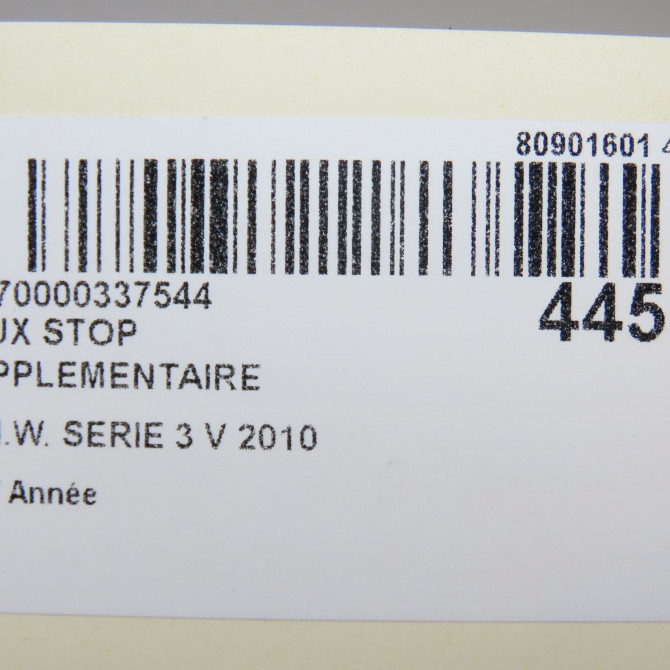 80901601 4
70000337544
445
UX STOP
PPLEMENTAIRE
.W. SERIE 3 V 2010
Année